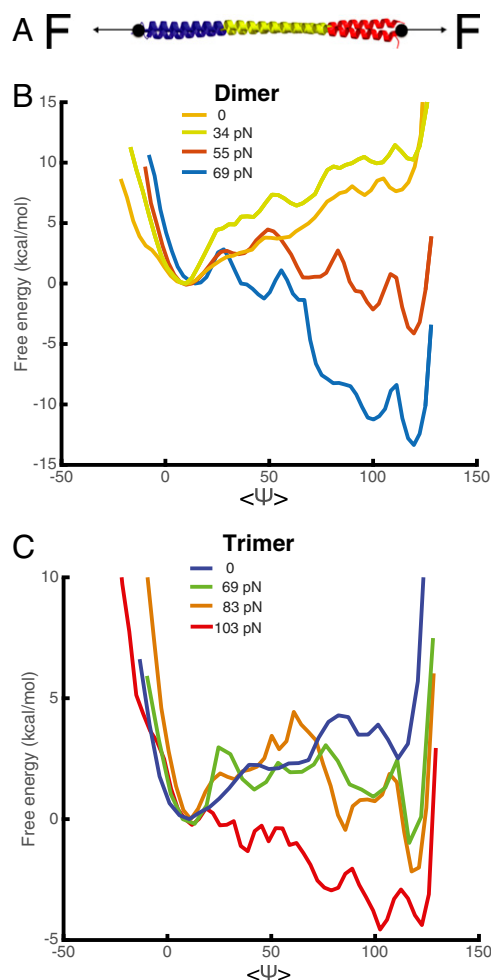 A F F
B Dimer
0
34 pN
55 pN
69 pN
Free energy (kcal/mol)
15
10
5
0
-5
-10
-15
-50 0 50 100 150
<Ψ>
C Trimer
0
69 pN
83 pN
103 pN
Free energy (kcal/mol)
10
5
0
-5
-50 0 50 100 150
<Ψ>